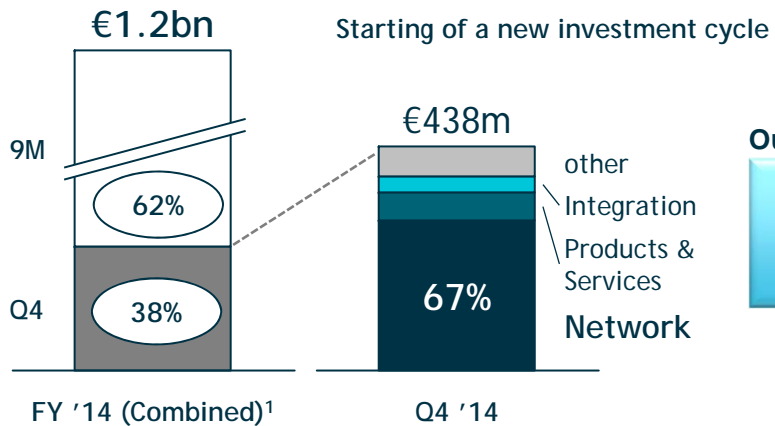 €1.2bn
Starting of a new investment cycle
€438m
9M
62%
Q4
38%
67%
other
Integration
Products &
Services
Network
FY '14 (Combined)1
Q4 '14